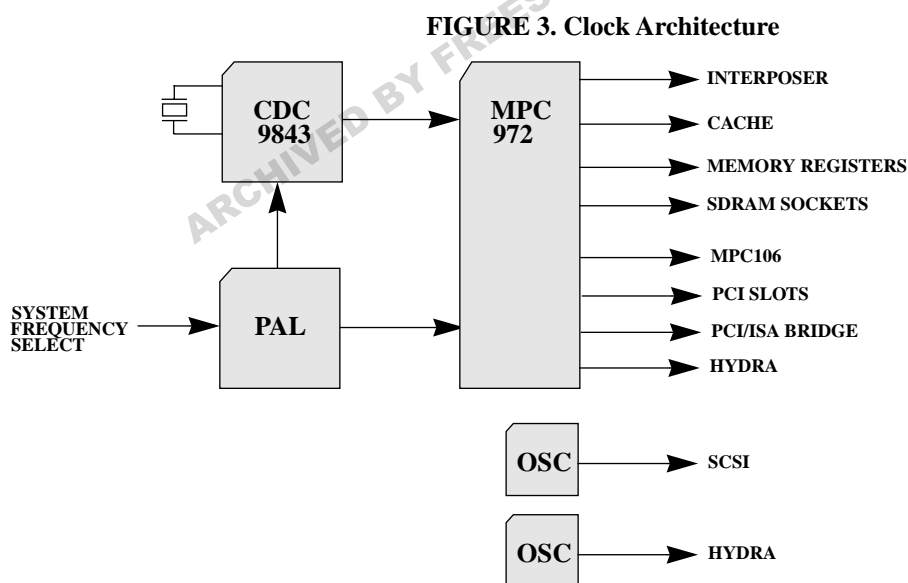 FIGURE 3. Clock Architecture
CDC
9843
MPC
972
INTERPOSER
CACHE
MEMORY REGISTERS
SDRAM SOCKETS
MPC106
PCI SLOTS
PCI/ISA BRIDGE
HYDRA
SYSTEM
FREQUENCY
SELECT
PAL
OSC
SCSI
OSC
HYDRA
ARCHIVED BY FREES